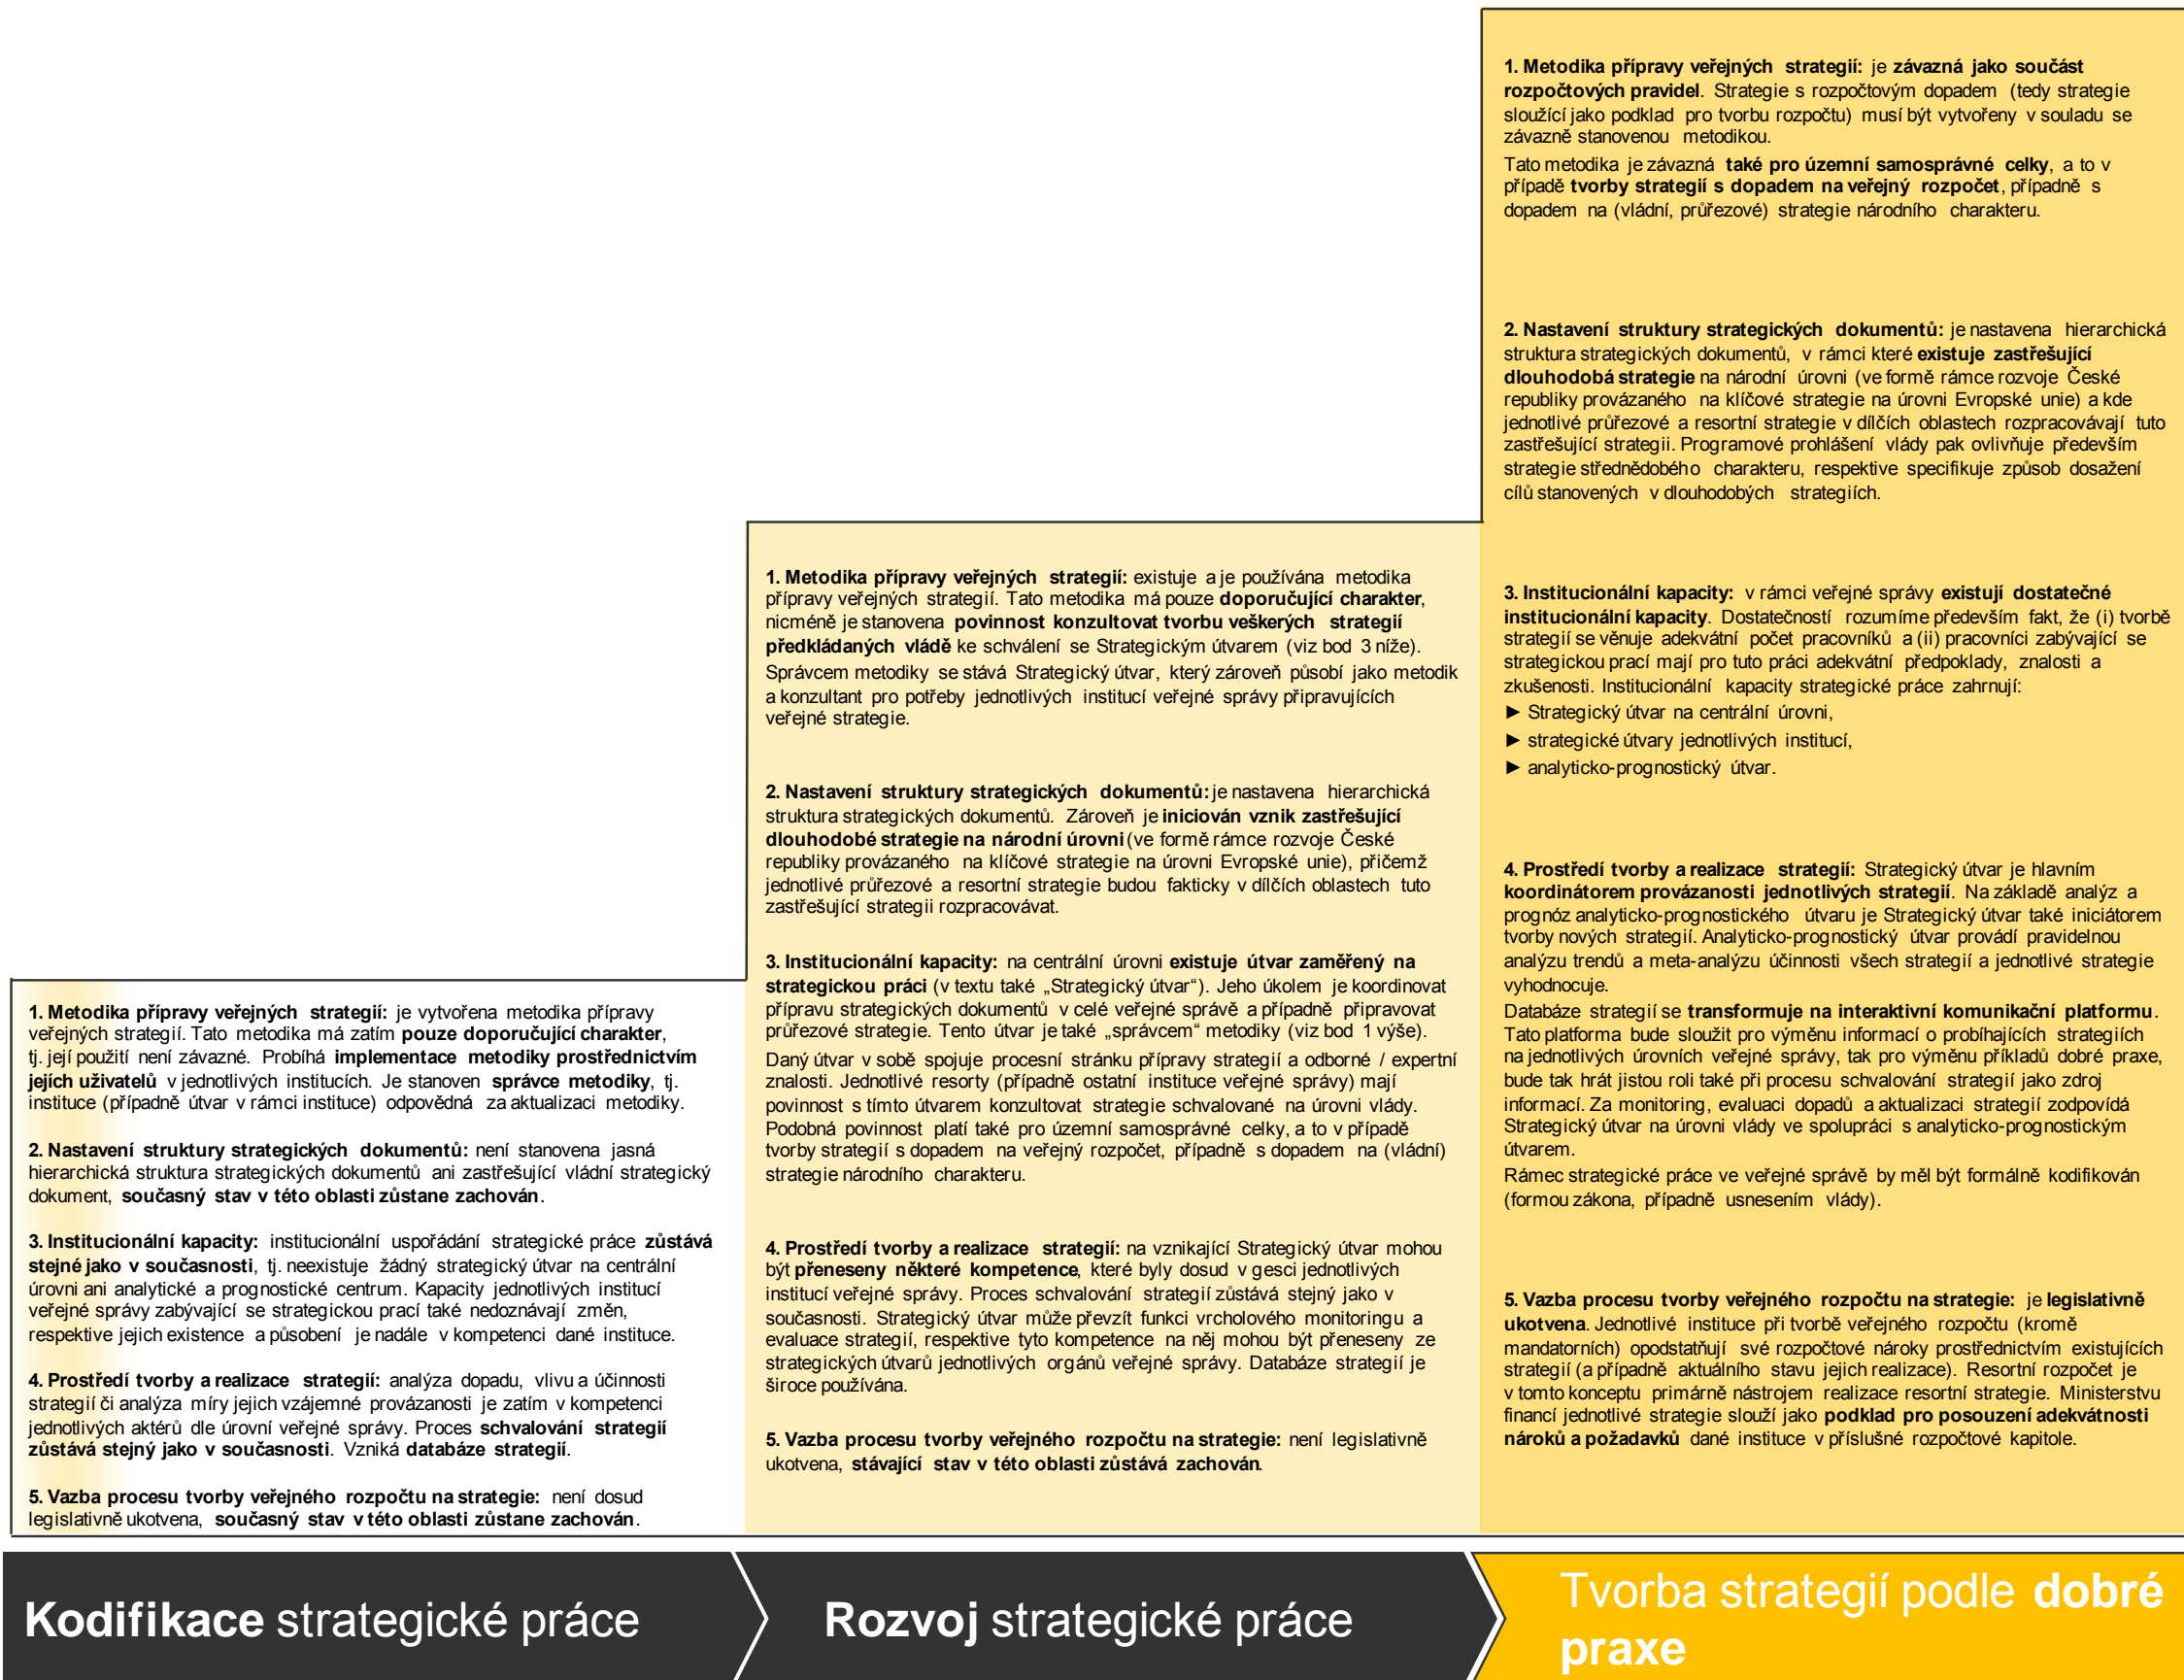 1. Metodika přípravy veřejných strategií: je vytvořena metodika přípravy
veřejných strategií. Tato metodika má zatím pouze doporučující charakter,
tj. její použití není závazné. Probíhá implementace metodiky prostřednictvím
jejích uživatelů v jednotlivých institucích. Je stanoven správce metodiky, tj.
instituce (případně útvar v rámci instituce) odpovědná za aktualizaci metodiky.
2. Nastavení struktury strategických dokumentů: není stanovena jasná
hierarchická struktura strategických dokumentů ani zastřešující vládní strategický
dokument, současný stav v této oblasti zůstane zachován.
3. Institucionální kapacity: institucionální uspořádání strategické práce zůstává
stejné jako v současnosti, tj. neexistuje žádný strategický útvar na centrální
úrovni ani analytické a prognostické centrum. Kapacity jednotlivých institucí
veřejné správy zabývající se strategickou prací také nedoznávají změn,
respektive jejich existence a působení je nadále v kompetenci dané instituce.
4. Prostředí tvorby a realizace strategií: analýza dopadu, vlivu a účinnosti
strategií či analýza míry jejich vzájemné provázanosti je zatím v kompetenci
jednotlivých aktérů dle úrovní veřejné správy. Proces schvalování strategií
zůstává stejný jako v současnosti. Vzniká databáze strategií.
5. Vazba procesu tvorby veřejného rozpočtu na strategie: není dosud
legislativně ukotvena, současný stav v této oblasti zůstane zachován.
1. Metodika přípravy veřejných strategií: existuje a je používána metodika
přípravy veřejných strategií. Tato metodika má pouze doporučující charakter,
nicméně je stanovena povinnost konzultovat tvorbu veškerých strategií
předkládaných vládě ke schválení se Strategickým útvarem (viz bod 3 níže).
Správcem metodiky se stává Strategický útvar, který zároveň působí jako metodik
a konzultant pro potřeby jednotlivých institucí veřejné správy připravujících
veřejné strategie.
2. Nastavení struktury strategických dokumentů: je nastavena hierarchická
struktura strategických dokumentů. Zároveň je iniciován vznik zastřešující
dlouhodobé strategie na národní úrovni (ve formě rámce rozvoje České
republiky provázaného na klíčové strategie na úrovni Evropské unie), přičemž
jednotlivé průřezové a resortní strategie budou fakticky v dílčích oblastech tuto
zastřešující strategii rozpracovávat.
3. Institucionální kapacity: na centrální úrovni existuje útvar zaměřený na
strategickou práci (v textu také „Strategický útvar“). Jeho úkolem je koordinovat
přípravu strategických dokumentů v celé veřejné správě a případně připravovat
průřezové strategie. Tento útvar je také „správcem“ metodiky (viz bod 1 výše).
Daný útvar v sobě spojuje procesní stránku přípravy strategií a odborné / expertní
znalosti. Jednotlivé resorty (případně ostatní instituce veřejné správy) mají
povinnost s tímto útvarem konzultovat strategie schvalované na úrovni vlády.
Podobná povinnost platí také pro územní samosprávné celky, a to v případě
tvorby strategií s dopadem na veřejný rozpočet, případně s dopadem na (vládní)
strategie národního charakteru.
4. Prostředí tvorby a realizace strategií: na vznikající Strategický útvar mohou
být přeneseny některé kompetence, které byly dosud v gesci jednotlivých
institucí veřejné správy. Proces schvalování strategií zůstává stejný jako v
současnosti. Strategický útvar může převzít funkci vrcholového monitoringu a
evaluace strategií, respektive tyto kompetence na něj mohou být přeneseny ze
strategických útvarů jednotlivých orgánů veřejné správy. Databáze strategií je
široce používána.
5. Vazba procesu tvorby veřejného rozpočtu na strategie: není legislativně
ukotvena, stávající stav v této oblasti zůstává zachován.
1. Metodika přípravy veřejných strategií: je závazná jako součást
rozpočtových pravidel. Strategie s rozpočtovým dopadem (tedy strategie
sloužící jako podklad pro tvorbu rozpočtu) musí být vytvořeny v souladu se
závazně stanovenou metodikou.
Tato metodika je závazná také pro územní samosprávné celky, a to v
případě tvorby strategií s dopadem na veřejný rozpočet, případně s
dopadem na (vládní, průřezové) strategie národního charakteru.
2. Nastavení struktury strategických dokumentů: je nastavena hierarchická
struktura strategických dokumentů, v rámci které existuje zastřešující
dlouhodobá strategie na národní úrovni (ve formě rámce rozvoje České
republiky provázaného na klíčové strategie na úrovni Evropské unie) a kde
jednotlivé průřezové a resortní strategie v dílčích oblastech rozpracovávají tuto
zastřešující strategii. Programové prohlášení vlády pak ovlivňuje především
strategie střednědobého charakteru, respektive specifikuje způsob dosažení
cílů stanovených v dlouhodobých strategiích.
3. Institucionální kapacity: v rámci veřejné správy existují dostatečné
institucionální kapacity. Dostatečností rozumíme především fakt, že (i) tvorbě
strategií se věnuje adekvátní počet pracovníků a (ii) pracovníci zabývající se
strategickou prací mají pro tuto práci adekvátní předpoklady, znalosti a
zkušenosti. Institucionální kapacity strategické práce zahrnují:
► Strategický útvar na centrální úrovni,
► strategické útvary jednotlivých institucí,
► analyticko-prognostický útvar.
4. Prostředí tvorby a realizace strategií: Strategický útvar je hlavním
koordinátorem provázanosti jednotlivých strategií. Na základě analýz a
prognóz analyticko-prognostického útvaru je Strategický útvar také iniciátorem
tvorby nových strategií. Analyticko-prognostický útvar provádí pravidelnou
analýzu trendů a meta-analýzu účinnosti všech strategií a jednotlivé strategie
vyhodnocuje.
Databáze strategií se transformuje na interaktivní komunikační platformu.
Tato platforma bude sloužit pro výměnu informací o probíhajících strategiích
na jednotlivých úrovních veřejné správy, tak pro výměnu příkladů dobré praxe,
bude tak hrát jistou roli také při procesu schvalování strategií jako zdroj
informací. Za monitoring, evaluaci dopadů a aktualizaci strategií zodpovídá
Strategický útvar na úrovni vlády ve spolupráci s analyticko-prognostickým
útvarem.
Rámec strategické práce ve veřejné správě by měl být formálně kodifikován
(formou zákona, případně usnesením vlády).
5. Vazba procesu tvorby veřejného rozpočtu na strategie: je legislativně
ukotvena. Jednotlivé instituce při tvorbě veřejného rozpočtu (kromě
mandatorních) opodstatňují své rozpočtové nároky prostřednictvím existujících
strategií (a případně aktuálního stavu jejich realizace). Resortní rozpočet je
v tomto konceptu primárně nástrojem realizace resortní strategie. Ministerstvu
financí jednotlivé strategie slouží jako podklad pro posouzení adekvátnosti
nároků a požadavků dané instituce v příslušné rozpočtové kapitole.
Kodifikace strategické práce
Rozvoj strategické práce
Tvorba strategií podle dobré
praxe